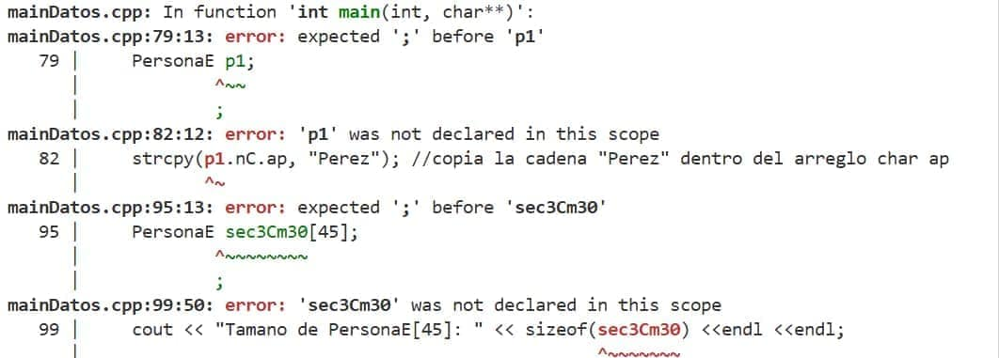 mainDatos.cpp: In function 'int main(int, char**)':
mainDatos.cpp:79:13: error: expected ';' before 'p1'
   79 |     PersonaE p1;
      |             ^~~
      |             ;
mainDatos.cpp:82:12: error: 'p1' was not declared in this scope
   82 |     strcpy(p1.nC.ap, "Perez"); //copia la cadena "Perez" dentro del arreglo char ap
      |            ^~
mainDatos.cpp:95:13: error: expected ';' before 'sec3Cm30'
   95 |     PersonaE sec3Cm30[45];
      |             ^~~~~~~~~
      |             ;
mainDatos.cpp:99:50: error: 'sec3Cm30' was not declared in this scope
   99 |     cout << "Tamano de PersonaE[45]: " << sizeof(sec3Cm30) <<endl <<endl;
      |                                                  ^~~~~~~~